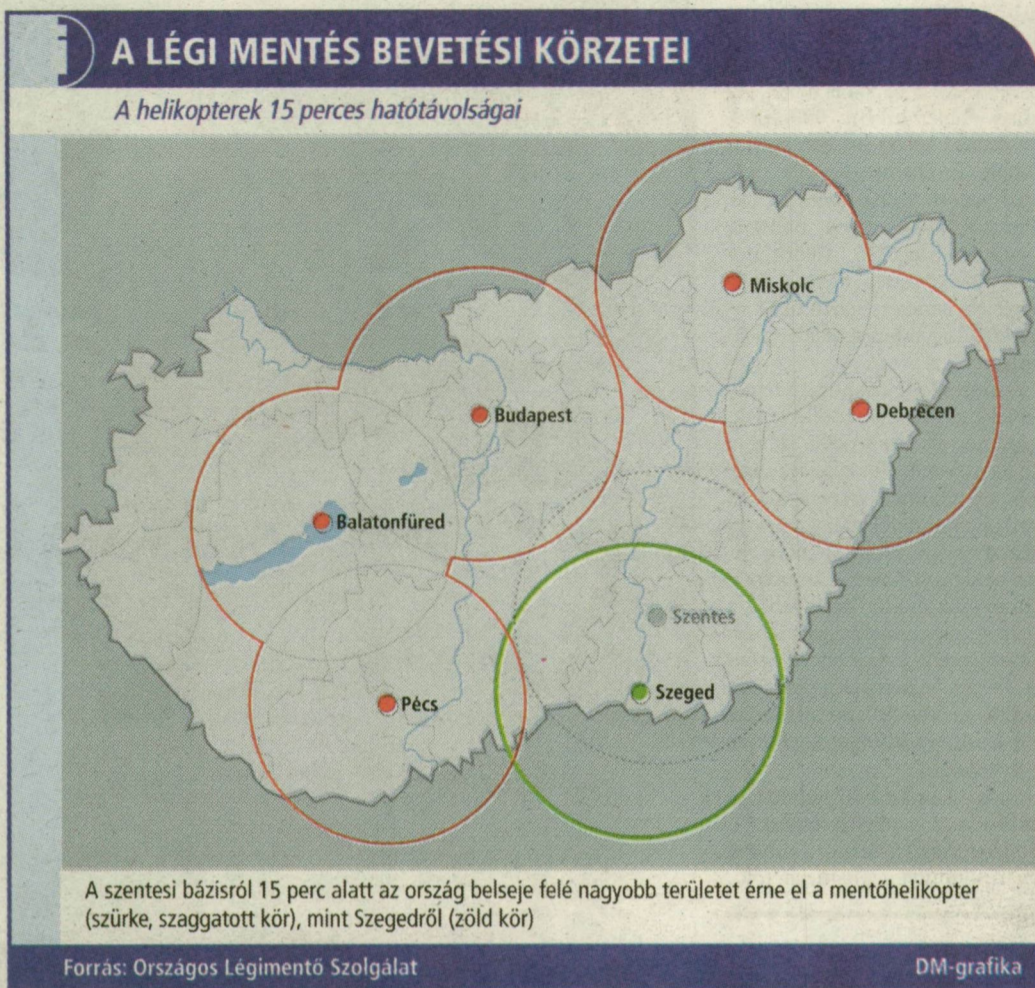 i
A LÉGI MENTÉS BEVETÉSI KÖRZETEI
A helikopterek 15 perces hatótávolságai
Miskolc
Budapest
Debrecen
Balatonfüred
Szentes
Pécs
Szeged
A szentesi bázisról 15 perc alatt az ország belseje felé nagyobb területet érne el a mentőhelikopter
(szürke, szaggatott kör), mint Szegedről (zöld kör)
Forrás: Országos Légimentő Szolgálat
DM-grafika